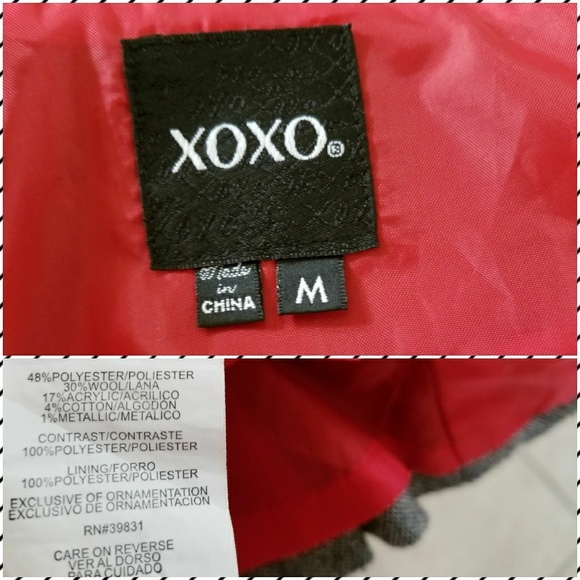 XOXO®
Made
in
CHINA
M
48%POLYESTER/POLIESTER
30%WOOL/LANA
17%ACRYLIC/ACRILICO
4%COTTON/ALGODÓN
1%METALLIC/METALICO
CONTRAST/CONTRASTE
100%POLYESTER/POLIESTER
LINING/FORRO
100%POLYESTER/POLIESTER
EXCLUSIVE OF ORNAMENTATION
EXCLUSIVO DE ORNAMENTACION
RN#39831
CARE ON REVERSE
VER AL DORSO
PARA CUIDADO